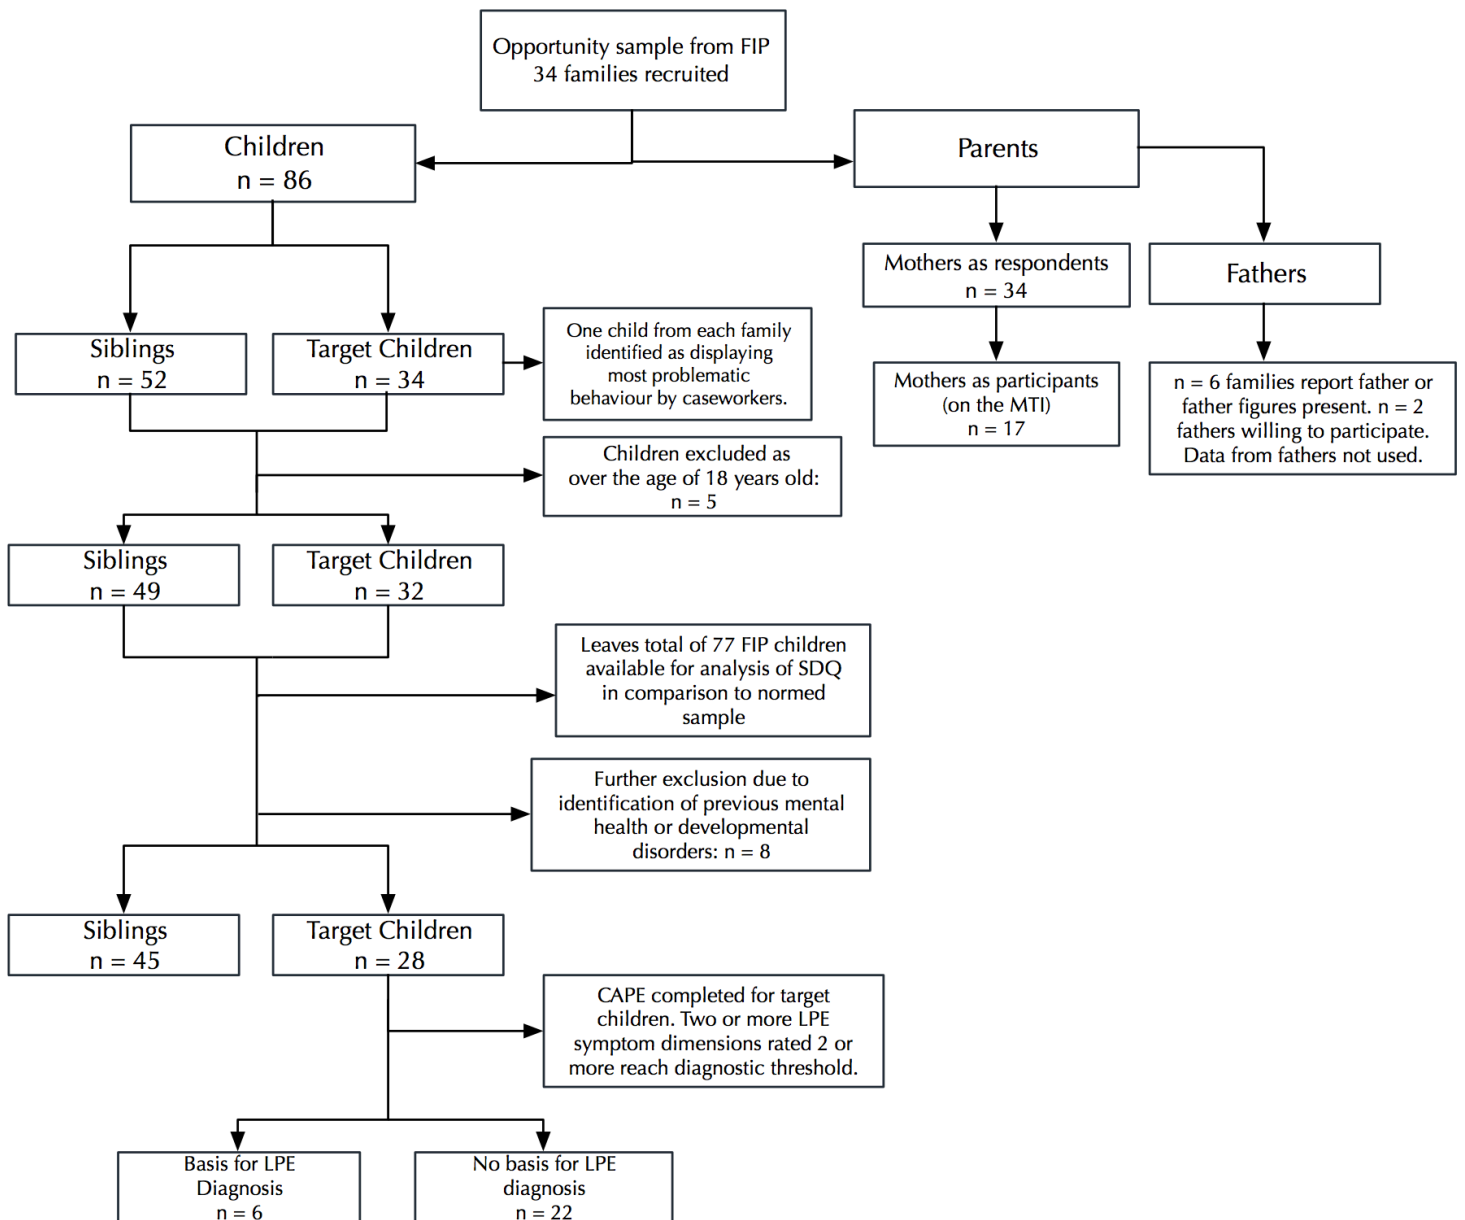 Opportunity sample from FIP
34 families recruited
Children
n = 86
Parents
Mothers as respondents
n = 34
Fathers
Siblings
n = 52
Target Children
n = 34
One child from each family
identified as displaying
most problematic
behaviour by caseworkers.
Mothers as participants
(on the MTI)
n = 17
n = 6 families report father or
father figures present. n = 2
fathers willing to participate.
Data from fathers not used.
Children excluded as
over the age of 18 years old:
n = 5
Siblings
n = 49
Target Children
n = 32
Leaves total of 77 FIP children
available for analysis of SDQ
in comparison to normed
sample
Further exclusion due to
identification of previous mental
health or developmental
disorders: n = 8
Siblings
n = 45
Target Children
n = 28
CAPE completed for target
children. Two or more LPE
symptom dimensions rated 2 or
more reach diagnostic threshold.
Basis for LPE
Diagnosis
n = 6
No basis for LPE
diagnosis
n = 22